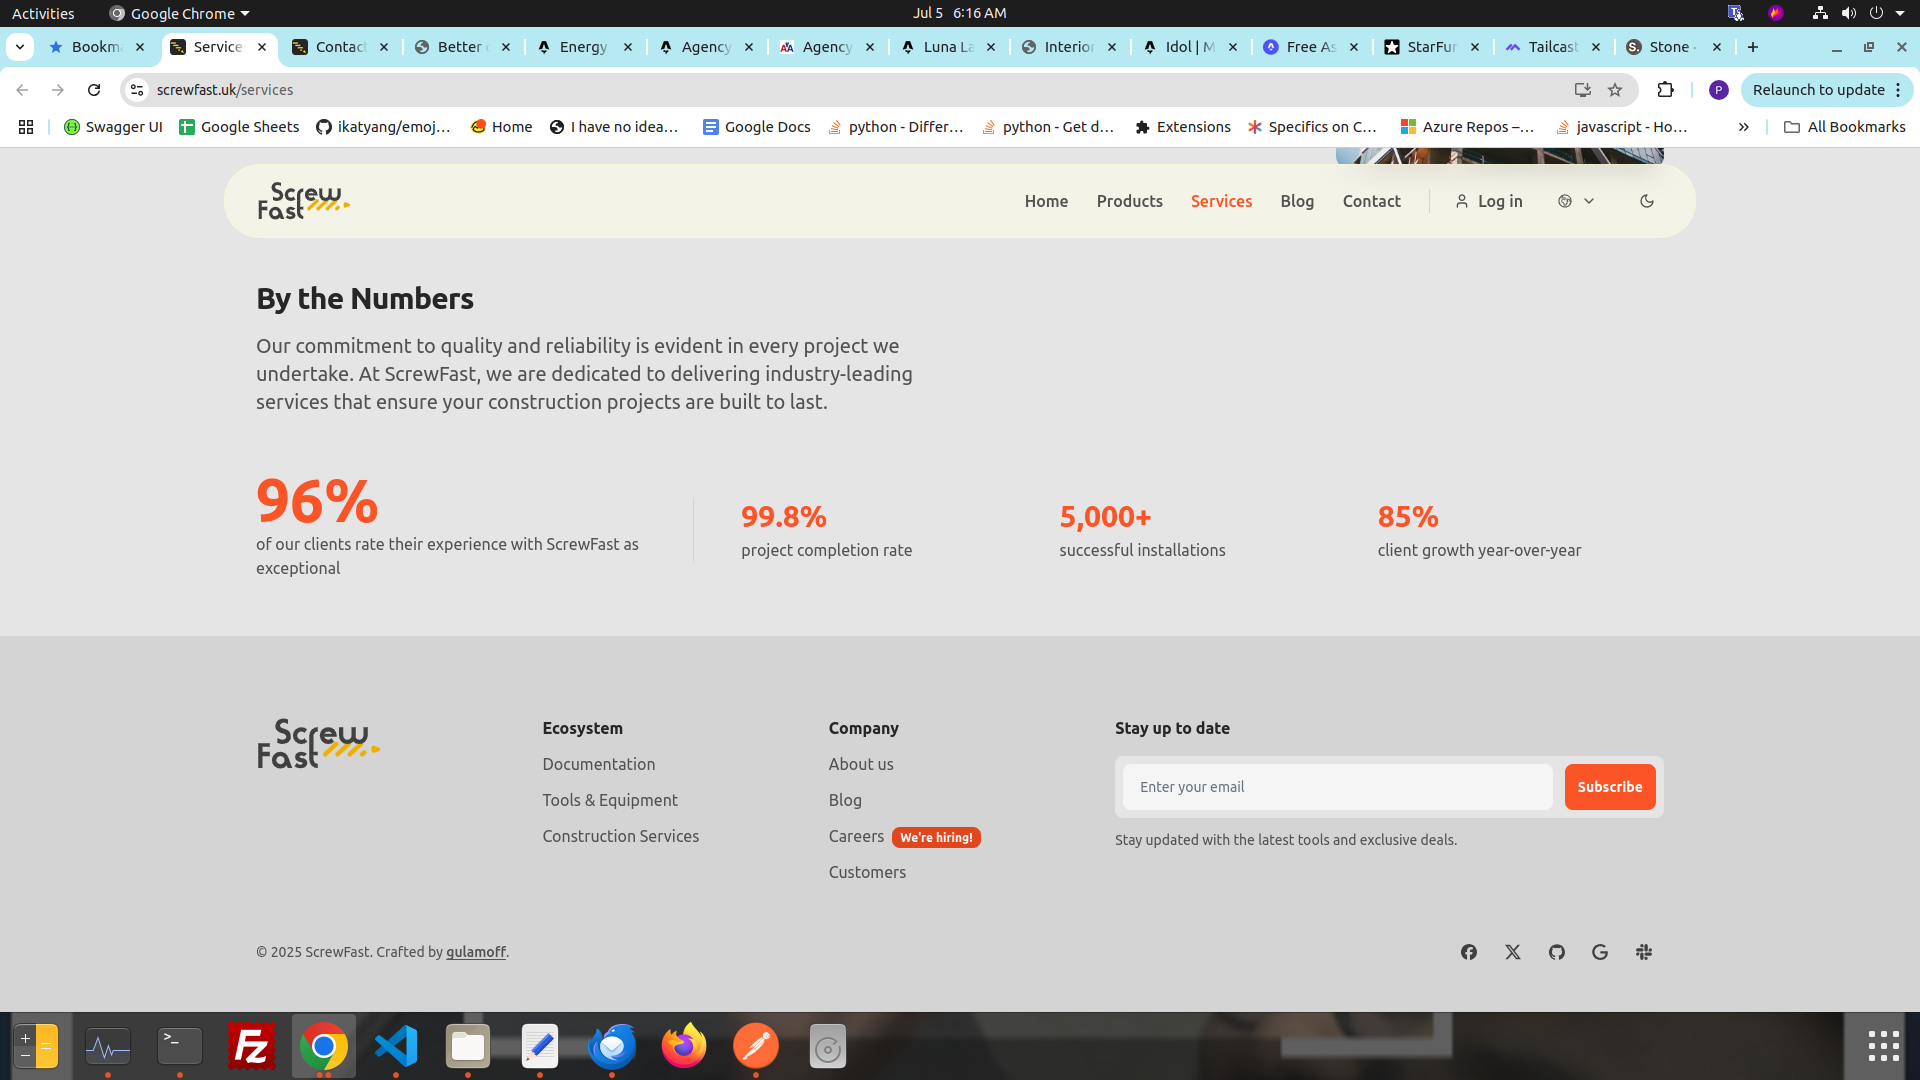 Activities
Google Chrome
Jul 5 6:16 AM
Bookm
Service
Contact
Better
Energy
Agency
Agency
Luna La
Interior
Idol | M
Free As
StarFur
Tailcast
Stone
screwfast.uk/services
P
Relaunch to update
Swagger UI
Google Sheets
ikatyang/emoj…
Home
I have no idea…
Google Docs
python - Differ…
python - Get d…
Extensions
Specifics on C…
Azure Repos –…
javascript - Ho…
All Bookmarks
Screw
Fast
Home
Products
Services
Blog
Contact
Log in
By the Numbers
Our commitment to quality and reliability is evident in every project we
undertake. At ScrewFast, we are dedicated to delivering industry-leading
services that ensure your construction projects are built to last.
96%
of our clients rate their experience with ScrewFast as
exceptional
99.8%
project completion rate
5,000+
successful installations
85%
client growth year-over-year
Screw
Fast
Ecosystem
Documentation
Tools & Equipment
Construction Services
Company
About us
Blog
Careers We're hiring!
Customers
Stay up to date
Enter your email
Subscribe
Stay updated with the latest tools and exclusive deals.
© 2025 ScrewFast. Crafted by gulamoff.